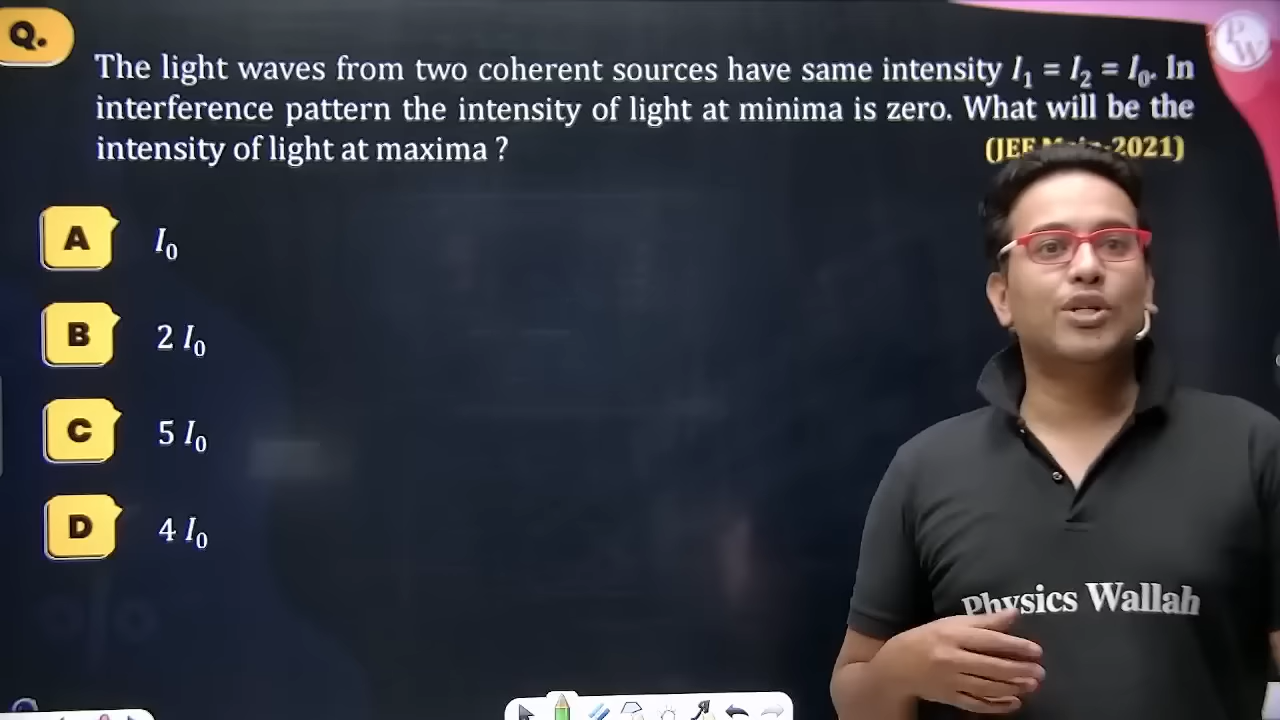 Q.
The light waves from two coherent sources have same intensity I₁ = I₂ = I₀. In
interference pattern the intensity of light at minima is zero. What will be the
intensity of light at maxima ?
2021)
A I₀
B 2 I₀
C 5 I₀
D 4 I₀
PW
Physics Wallah